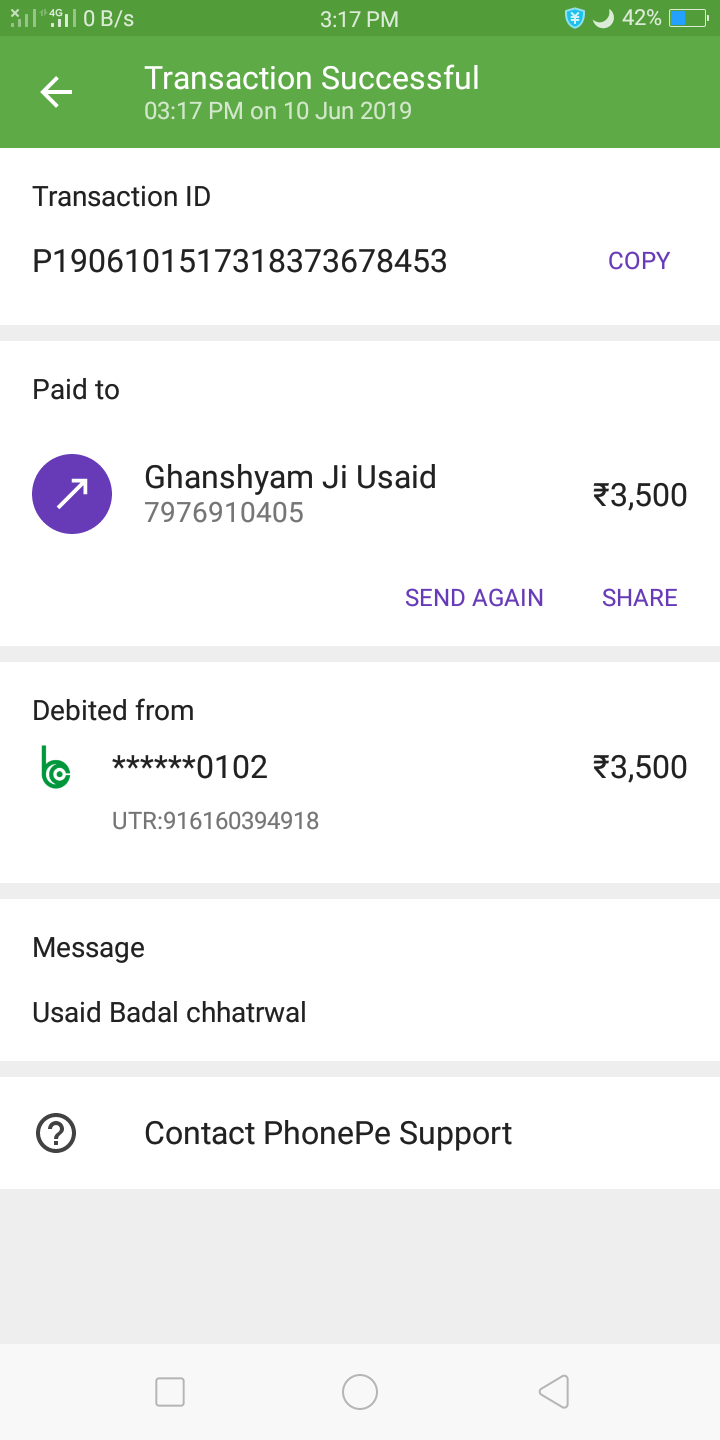 4G 0 B/s 3:17 PM 42%
Transaction Successful
03:17 PM on 10 Jun 2019
Transaction ID
P1906101517318373678453 COPY
Paid to
Ghanshyam Ji Usaid
7976910405
₹3,500
SEND AGAIN SHARE
Debited from
******0102 ₹3,500
UTR:916160394918
Message
Usaid Badal chhatrwal
Contact PhonePe Support